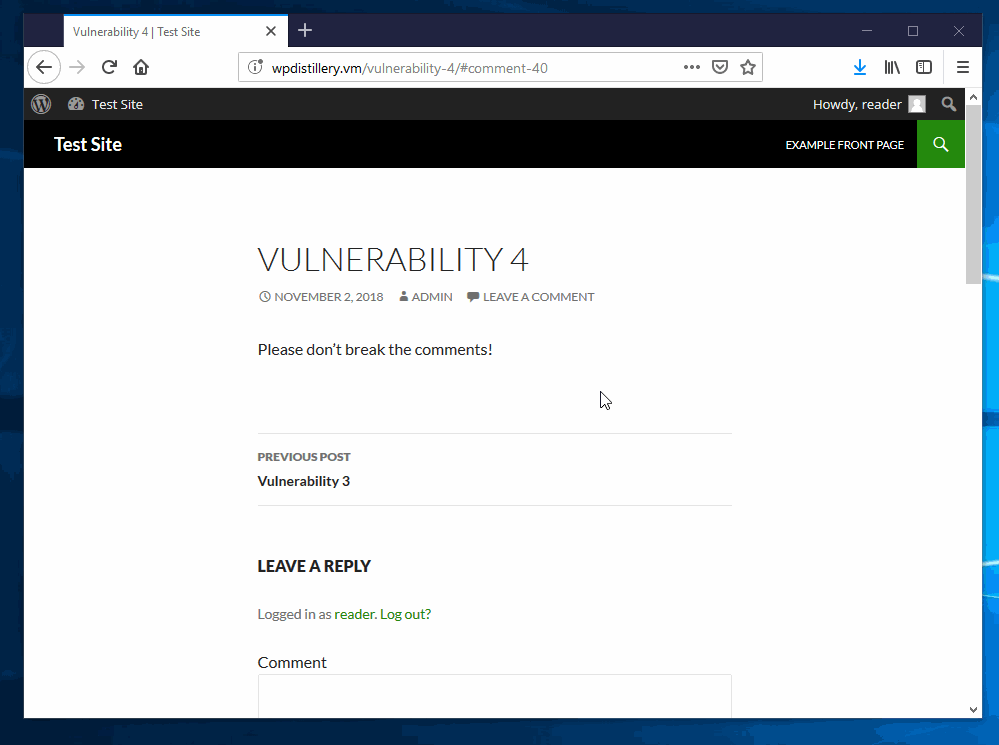 Vulnerability 4 | Test Site
wpdistillery.vm/vulnerability-4/#comment-40
Test Site
Howdy, reader
Test Site
EXAMPLE FRONT PAGE
VULNERABILITY 4
NOVEMBER 2, 2018 ADMIN LEAVE A COMMENT
Please don’t break the comments!
PREVIOUS POST
Vulnerability 3
LEAVE A REPLY
Logged in as reader. Log out?
Comment